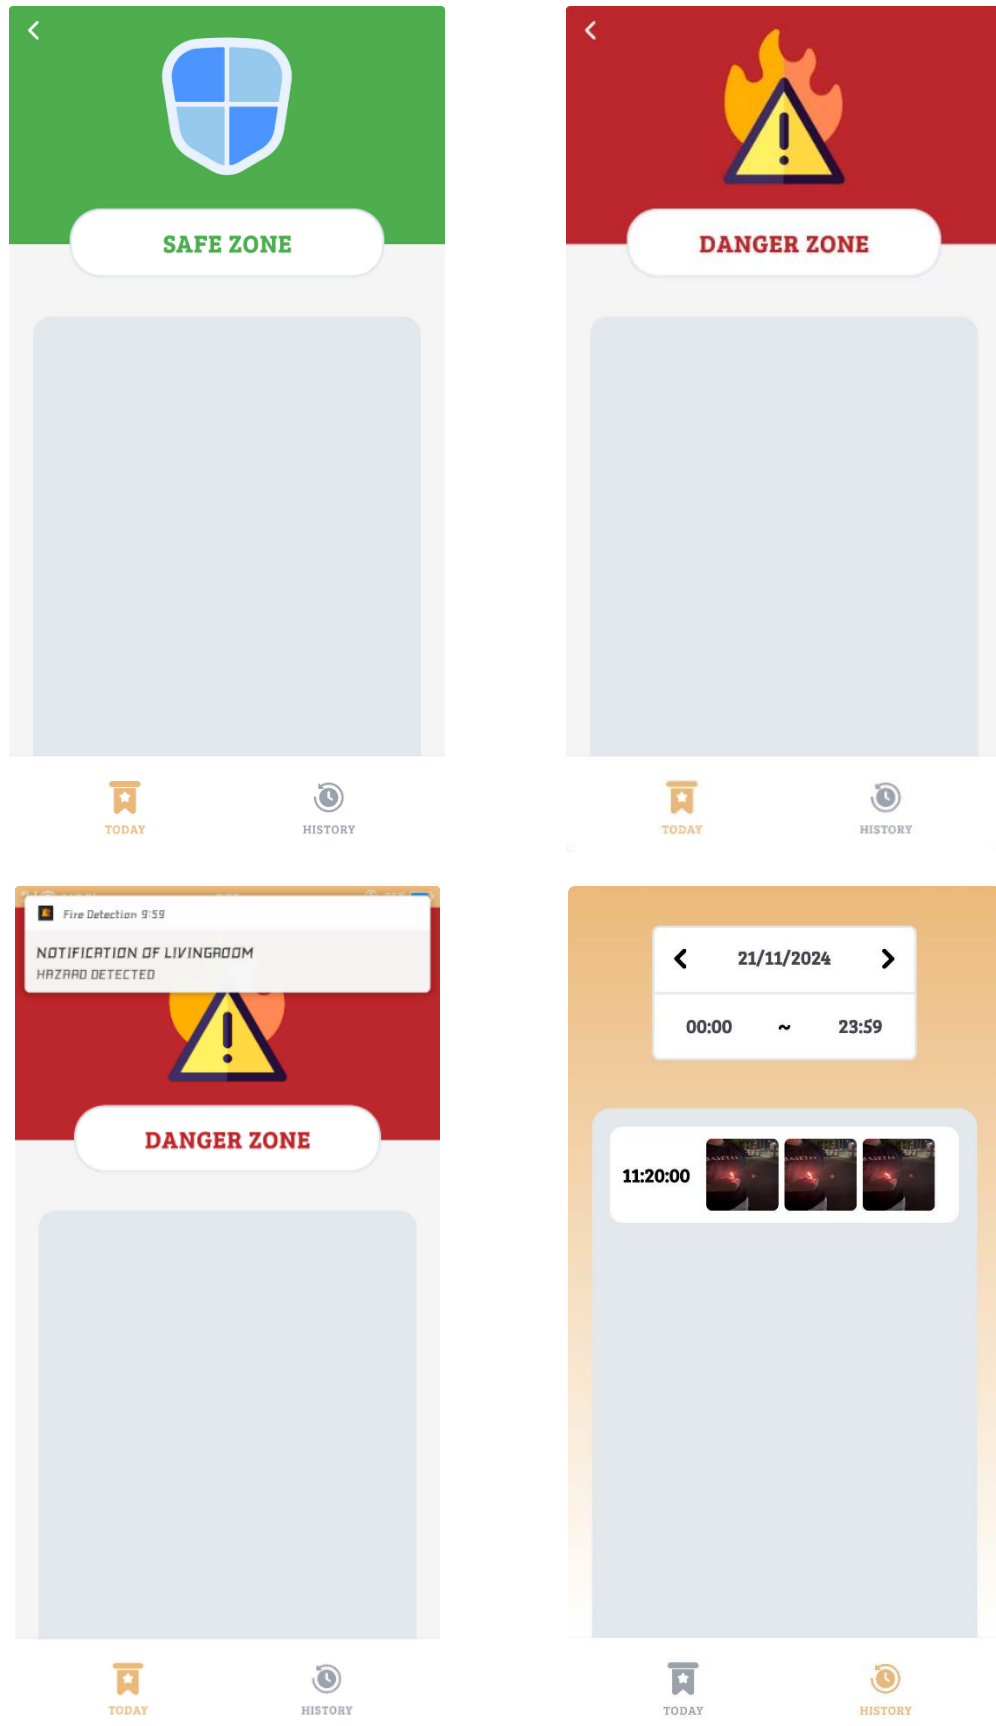 SAFE ZONE
TODAY
HISTORY
DANGER ZONE
TODAY
HISTORY
Fire Detection 9:59
NOTIFICATION OF LIVINGROOM
HAZARD DETECTED
DANGER ZONE
TODAY
HISTORY
21/11/2024
00:00 ~ 23:59
11:20:00
TODAY
HISTORY